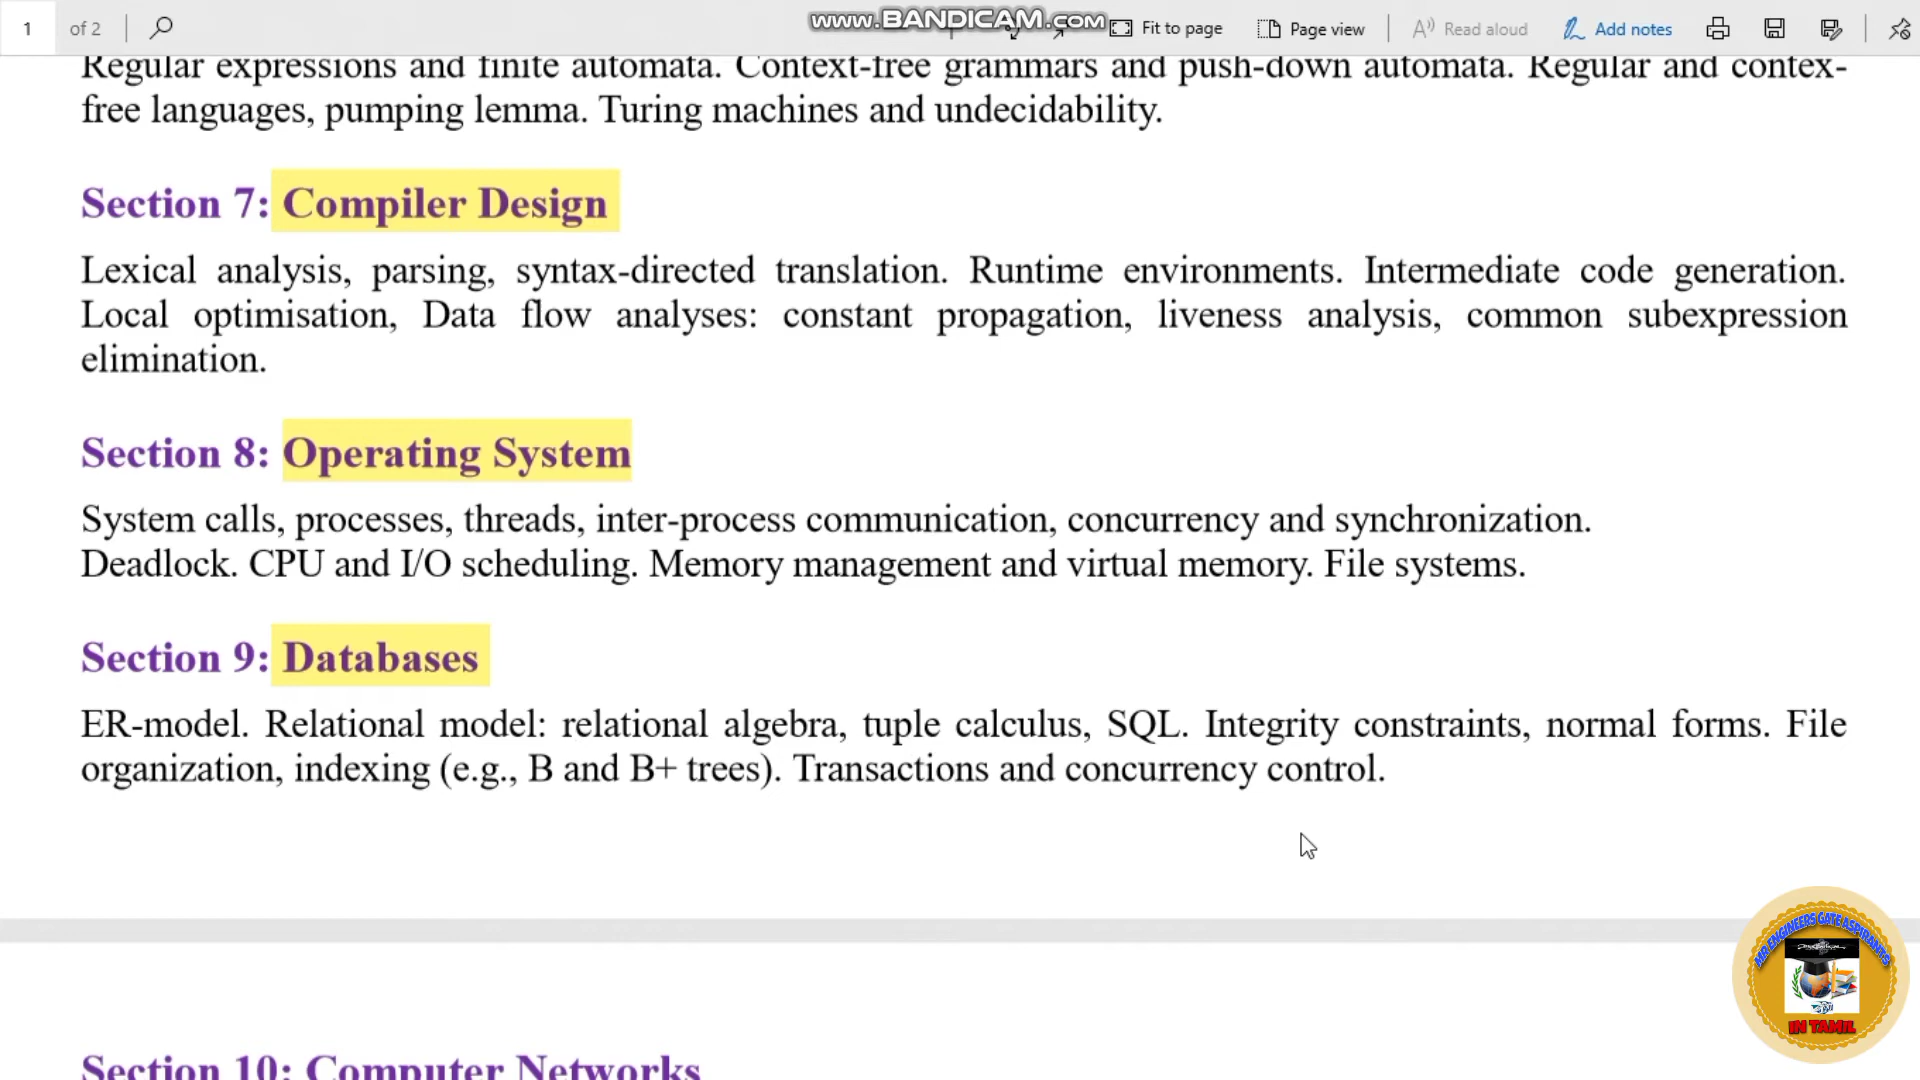 1 of 2
www.BANDICAM.com
Fit to page
Page view
Read aloud
Add notes
Regular expressions and finite automata. Context-free grammars and push-down automata. Regular and contex-
free languages, pumping lemma. Turing machines and undecidability.
Section 7: Compiler Design
Lexical analysis, parsing, syntax-directed translation. Runtime environments. Intermediate code generation.
Local optimisation, Data flow analyses: constant propagation, liveness analysis, common subexpression
elimination.
Section 8: Operating System
System calls, processes, threads, inter-process communication, concurrency and synchronization.
Deadlock. CPU and I/O scheduling. Memory management and virtual memory. File systems.
Section 9: Databases
ER-model. Relational model: relational algebra, tuple calculus, SQL. Integrity constraints, normal forms. File
organization, indexing (e.g., B and B+ trees). Transactions and concurrency control.
MR ENGINEERS GATE ASPIRANTS
IN TAMIL
Section 10: Computer Networks